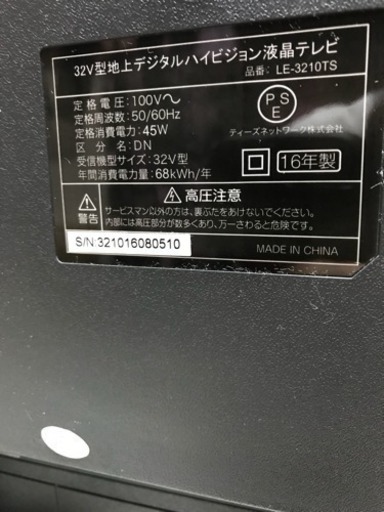 32V型地上デジタルハイビジョン液晶テレビ
品番: LE-3210TS
定格電圧:100V〜
定格周波数:50/60Hz
定格消費電力:45W
区分名:DN
受信機型サイズ:32V型
年間消費電力量:68kWh/年
PSE
ティーズネットワーク株式会社
16年製
警告
高圧注意
サービスマン以外の方は、裏ぶたをあけないでください。
内部には高圧部分が数多くあり、万一さわると危険です。
S/N:321016080510
MADE IN CHINA